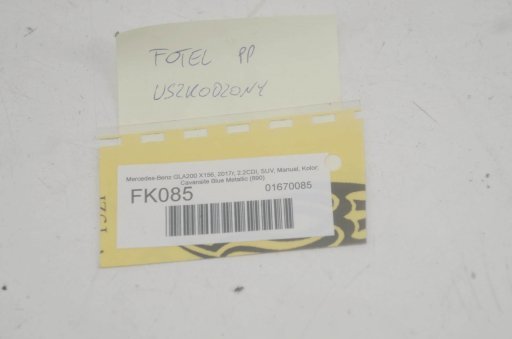 FOTEL PP
USZKODZONY
Mercedes-Benz GLA200 X156, 2017r, 2.2CDI, SUV, Manual, Kolor:
Cavansite Blue Metallic (890)
FK085
01670085